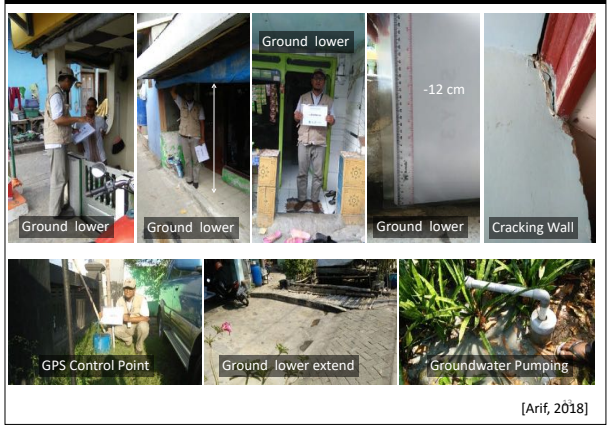 Ground lower
-12 cm
Ground lower
Ground lower
Ground lower
Cracking Wall
GPS Control Point
Ground lower extend
Groundwater Pumping
[Arif, 2018]